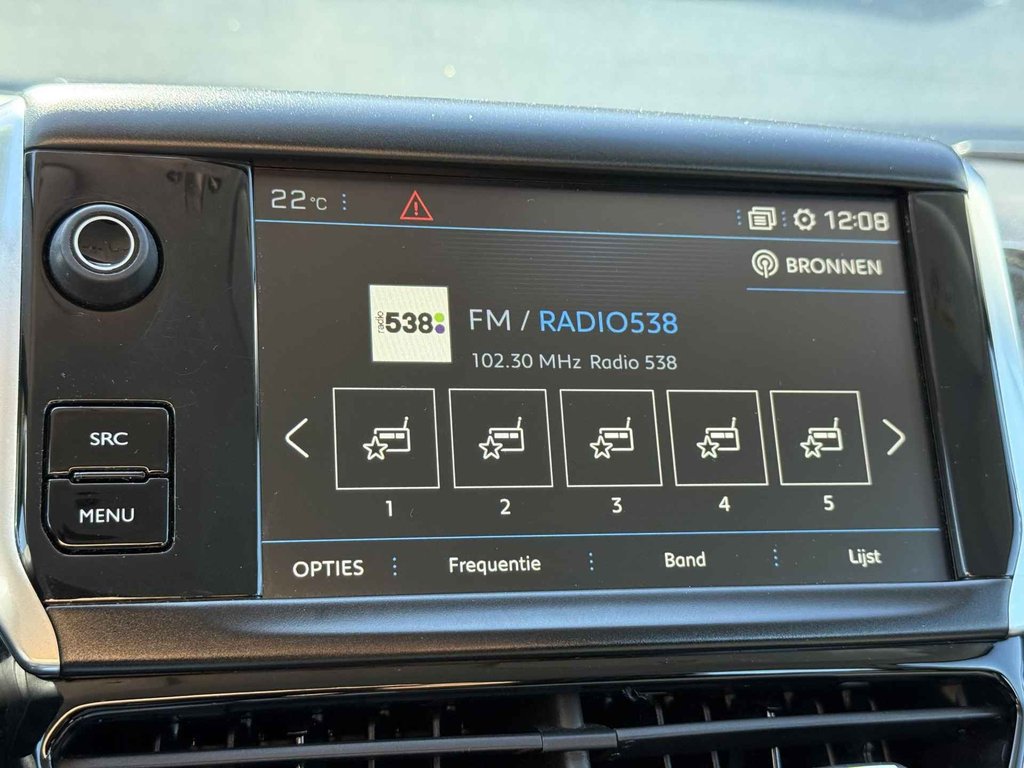 22°C
12:08
BRONNEN
radio 538
FM / RADIO538
102.30 MHz Radio 538
SRC
MENU
1 2 3 4 5
OPTIES Frequentie Band Lijst